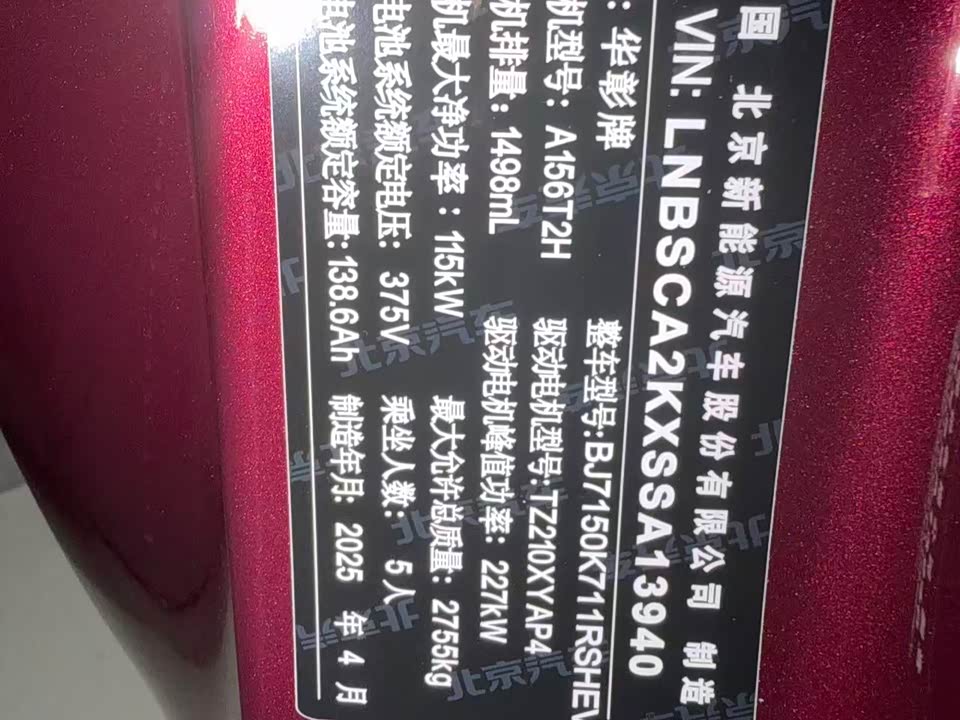 国 北京新能源汽车股份有限公司 制造
VIN: LNBSCA2KXSSA13940
: 华彰牌 整车型号:BJ7150K711RSHEV
机型号: A156T2H 驱动电机型号:TZ210XYAP4
机排量: 1498mL 驱动电机峰值功率: 227kW
机最大净功率: 115kW 最大允许总质量: 2755kg
电池系统额定电压: 375V 乘坐人数: 5人
电池系统额定容量: 138.6Ah 制造年月: 2025 年 4 月